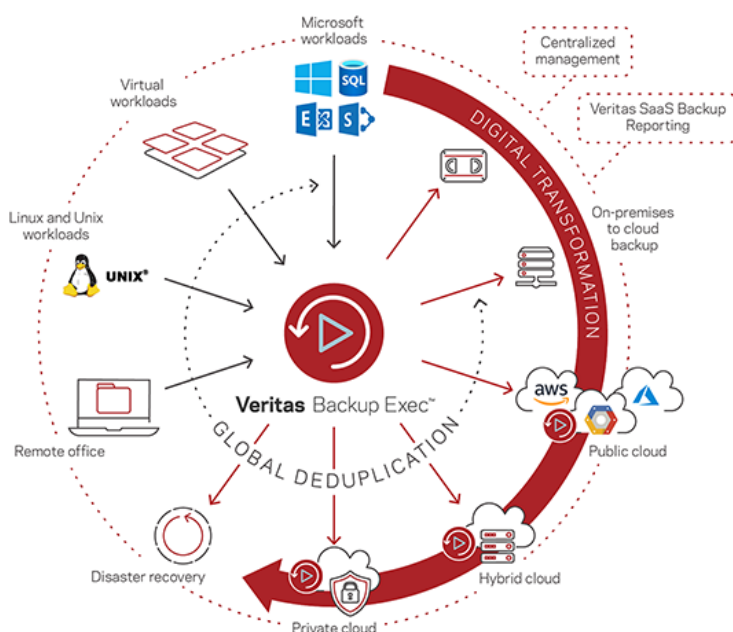 Microsoft
workloads
SQL
E
S
Centralized
management
Virtual
workloads
Veritas SaaS Backup
Reporting
DIGITAL TRANSFORMATION
Linux and Unix
workloads
UNIX®
On-premises
to cloud
backup
Veritas Backup Exec™
GLOBAL DEDUPLICATION
aws
Remote office
Public cloud
Disaster recovery
Hybrid cloud
Private cloud